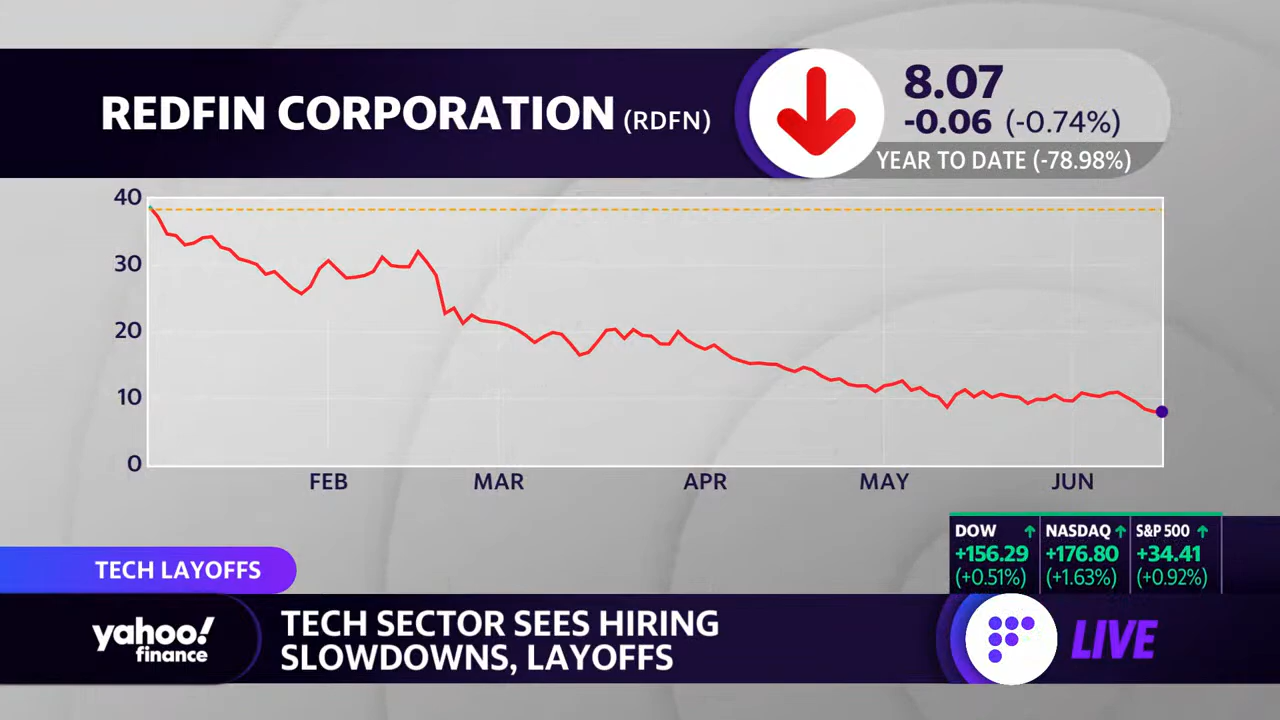 REDFIN CORPORATION (RDFN)
8.07
-0.06 (-0.74%)
YEAR TO DATE (-78.98%)
40
30
20
10
0
FEB MAR APR MAY JUN
DOW NASDAQ S&P 500
+156.29 +176.80 +34.41
(+0.51%) (+1.63%) (+0.92%)
TECH LAYOFFS
yahoo!
finance
TECH SECTOR SEES HIRING
SLOWDOWNS, LAYOFFS
LIVE